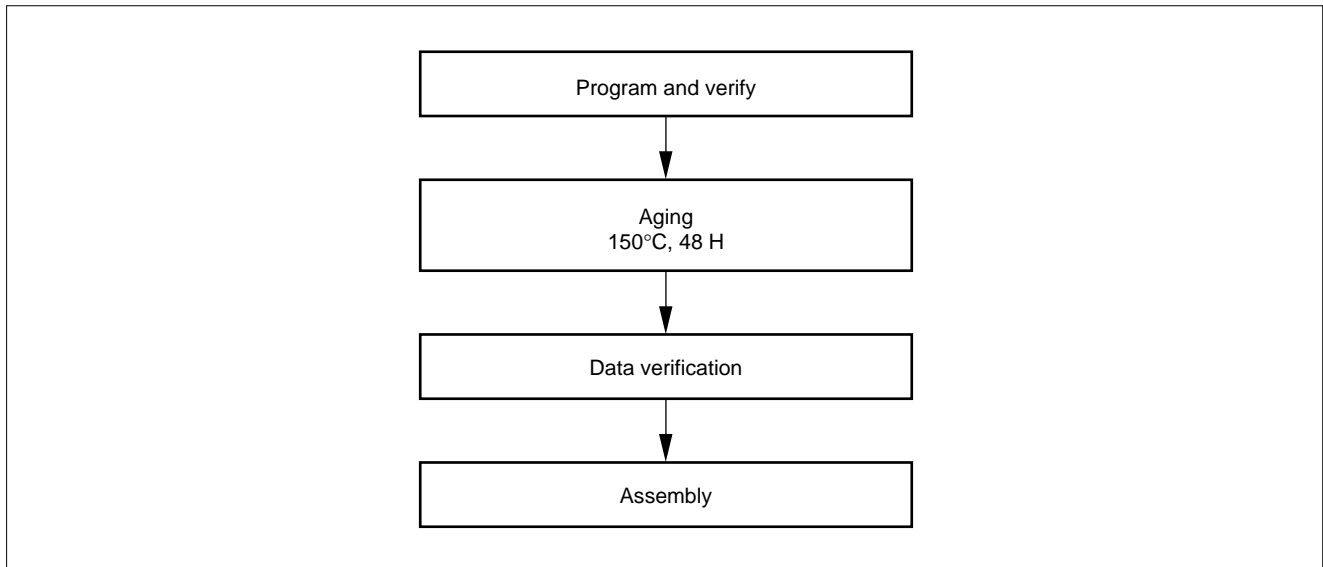 Program and verify
Aging
150°C, 48 H
Data verification
Assembly